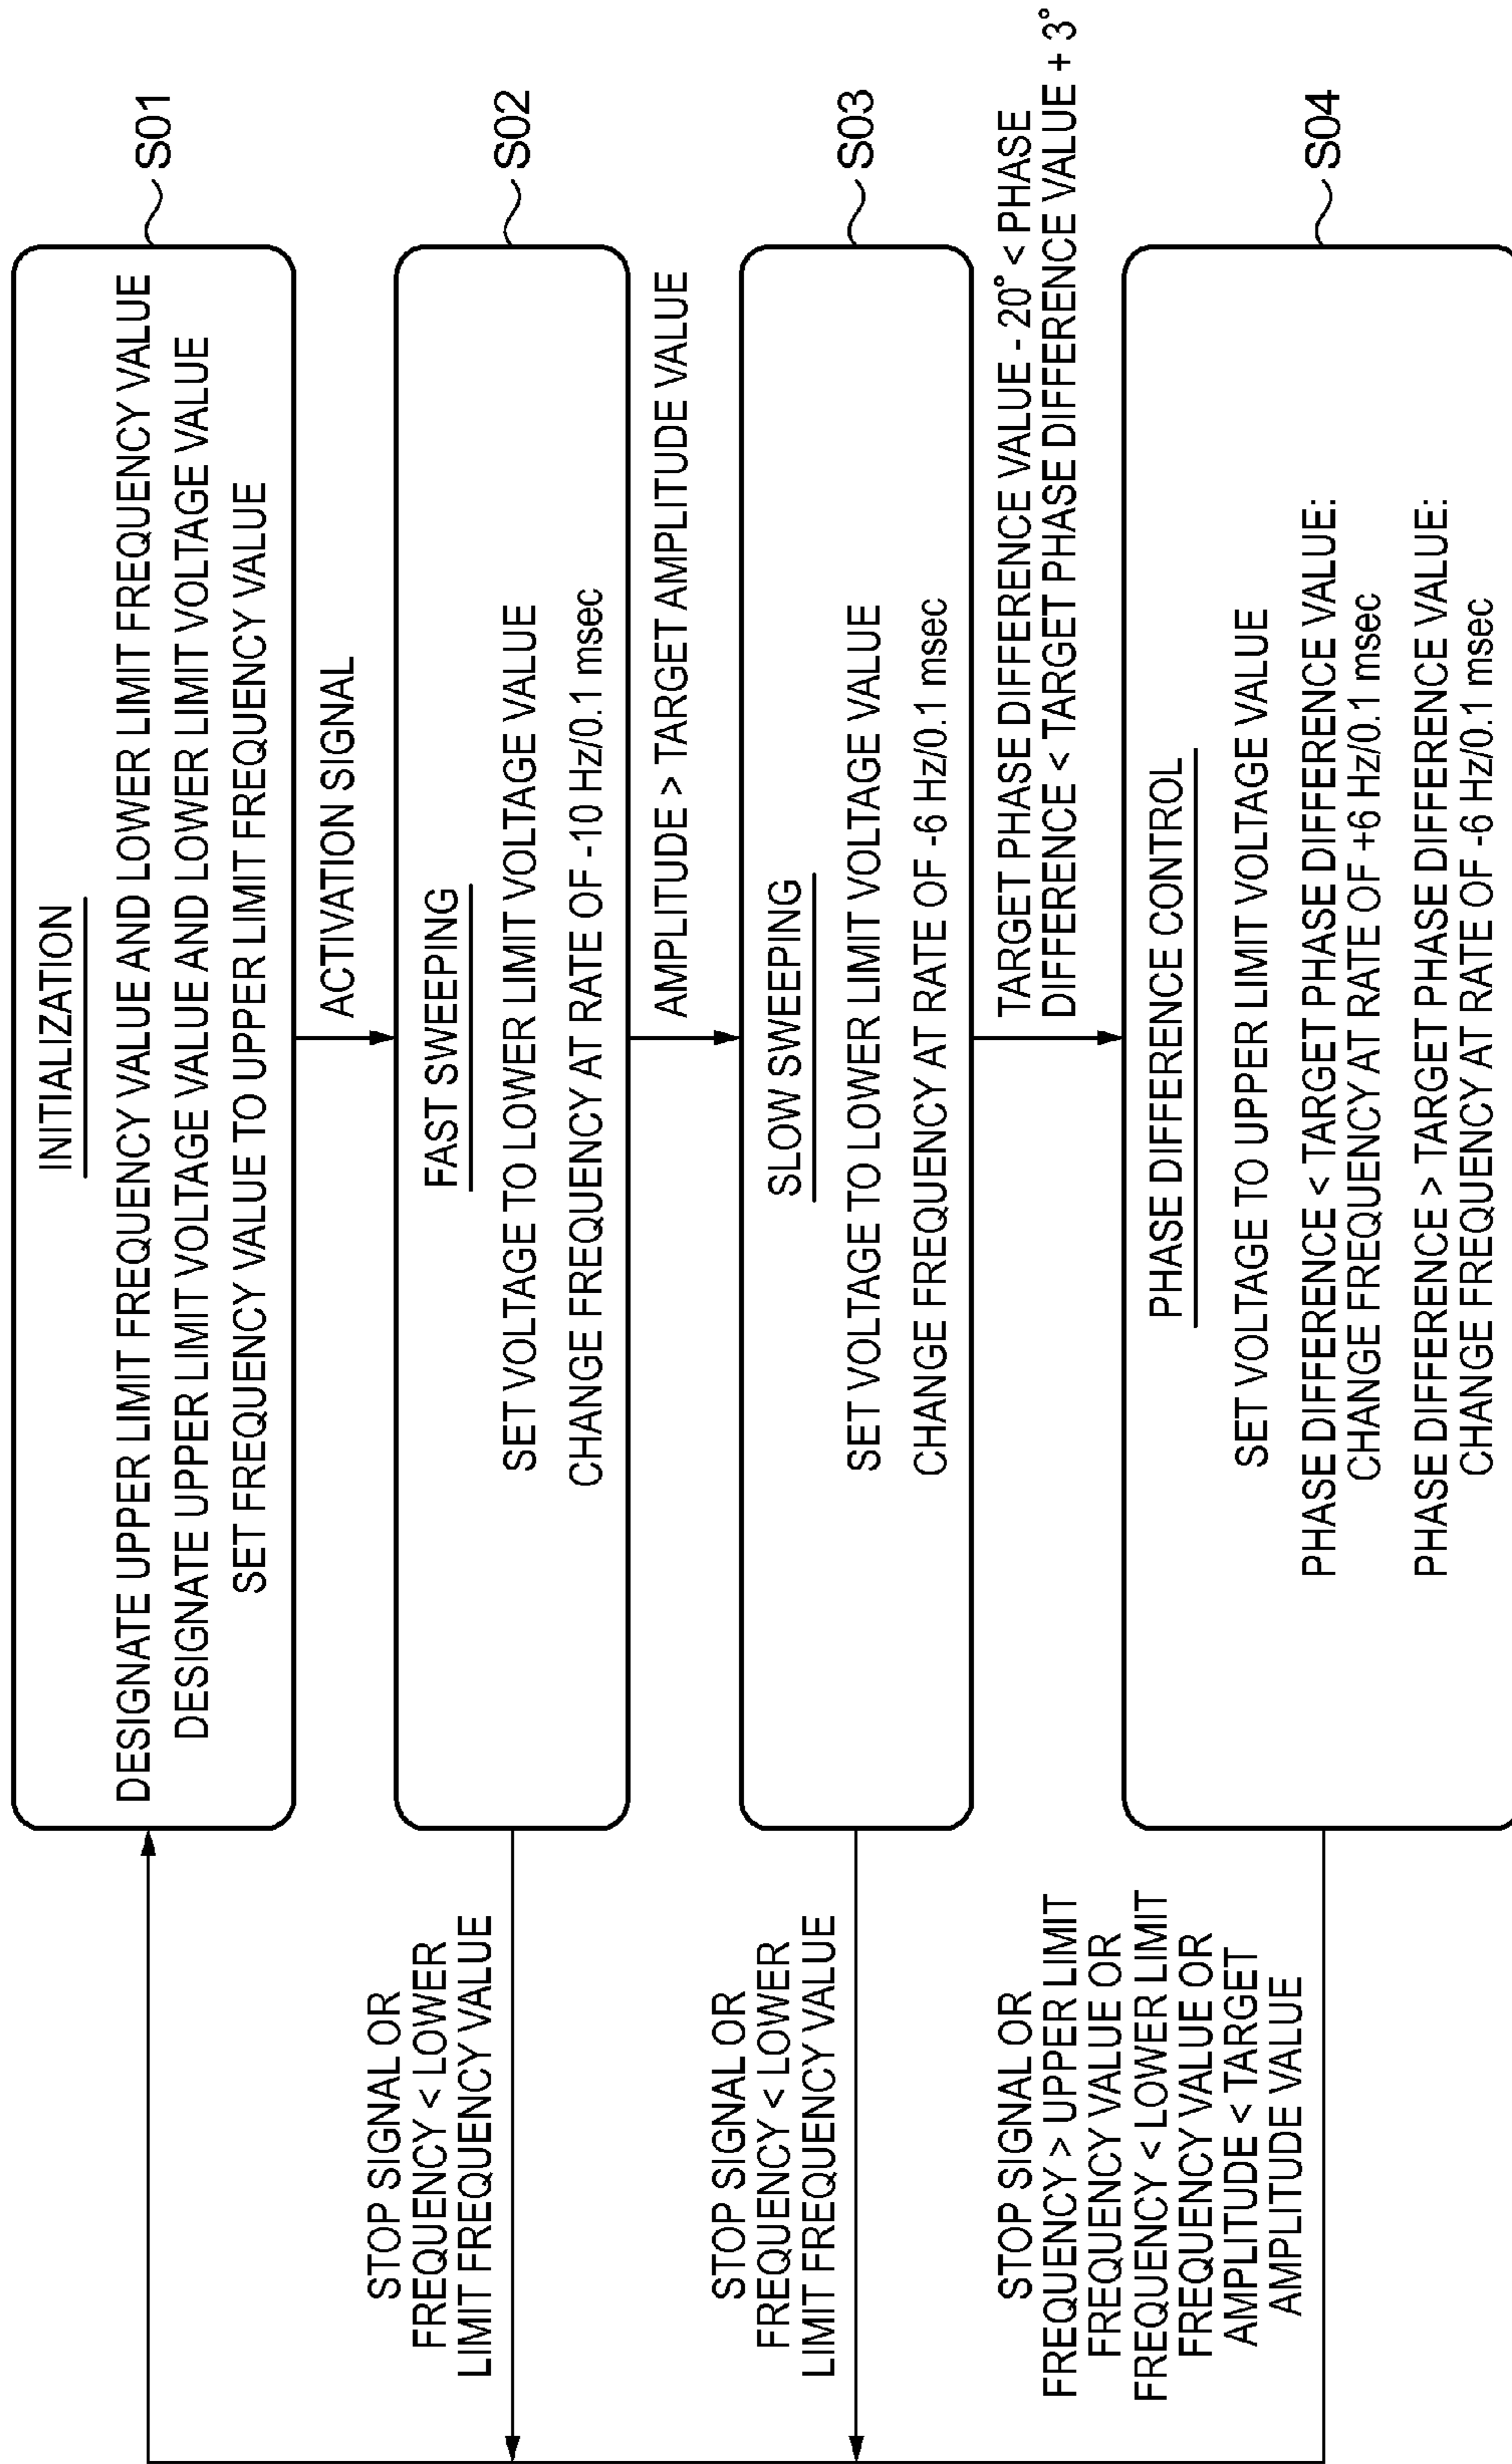 INITIALIZATION
DESIGNATE UPPER LIMIT FREQUENCY VALUE AND LOWER LIMIT FREQUENCY VALUE
DESIGNATE UPPER LIMIT VOLTAGE VALUE AND LOWER LIMIT VOLTAGE VALUE
SET FREQUENCY VALUE TO UPPER LIMIT FREQUENCY VALUE
S01
ACTIVATION SIGNAL
FAST SWEEPING
SET VOLTAGE TO LOWER LIMIT VOLTAGE VALUE
CHANGE FREQUENCY AT RATE OF -10 Hz/0.1 msec
S02
STOP SIGNAL OR
FREQUENCY < LOWER
LIMIT FREQUENCY VALUE
AMPLITUDE > TARGET AMPLITUDE VALUE
SLOW SWEEPING
SET VOLTAGE TO LOWER LIMIT VOLTAGE VALUE
CHANGE FREQUENCY AT RATE OF -6 Hz/0.1 msec
S03
STOP SIGNAL OR
FREQUENCY < LOWER
LIMIT FREQUENCY VALUE
TARGET PHASE DIFFERENCE VALUE - 20° < PHASE
DIFFERENCE < TARGET PHASE DIFFERENCE VALUE + 3°
PHASE DIFFERENCE CONTROL
SET VOLTAGE TO UPPER LIMIT VOLTAGE VALUE
PHASE DIFFERENCE < TARGET PHASE DIFFERENCE VALUE:
CHANGE FREQUENCY AT RATE OF +6 Hz/0.1 msec
PHASE DIFFERENCE > TARGET PHASE DIFFERENCE VALUE:
CHANGE FREQUENCY AT RATE OF -6 Hz/0.1 msec
S04
STOP SIGNAL OR
FREQUENCY > UPPER LIMIT
FREQUENCY VALUE OR
FREQUENCY < LOWER LIMIT
FREQUENCY VALUE OR
AMPLITUDE < TARGET
AMPLITUDE VALUE